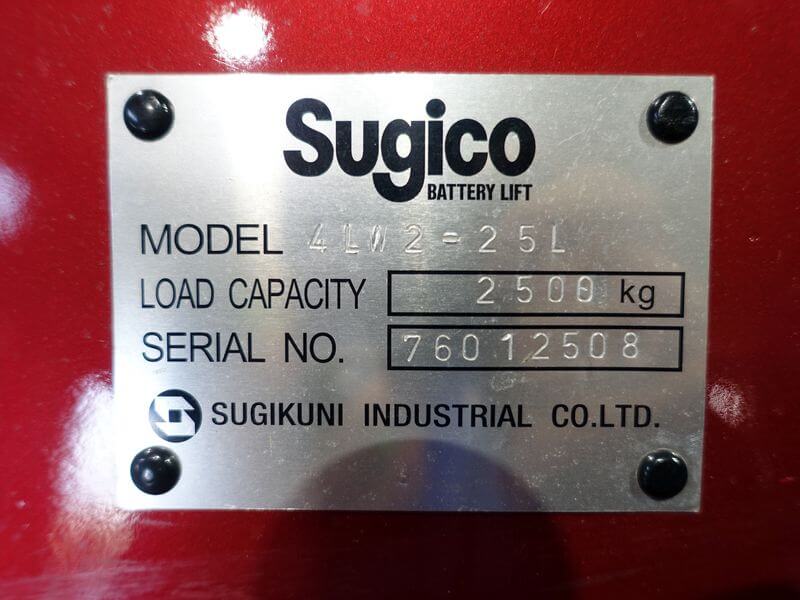 Sugico
BATTERY LIFT
MODEL 4LW2-25L
LOAD CAPACITY 2500 kg
SERIAL NO. 76012508
SUGIKUNI INDUSTRIAL CO.LTD.